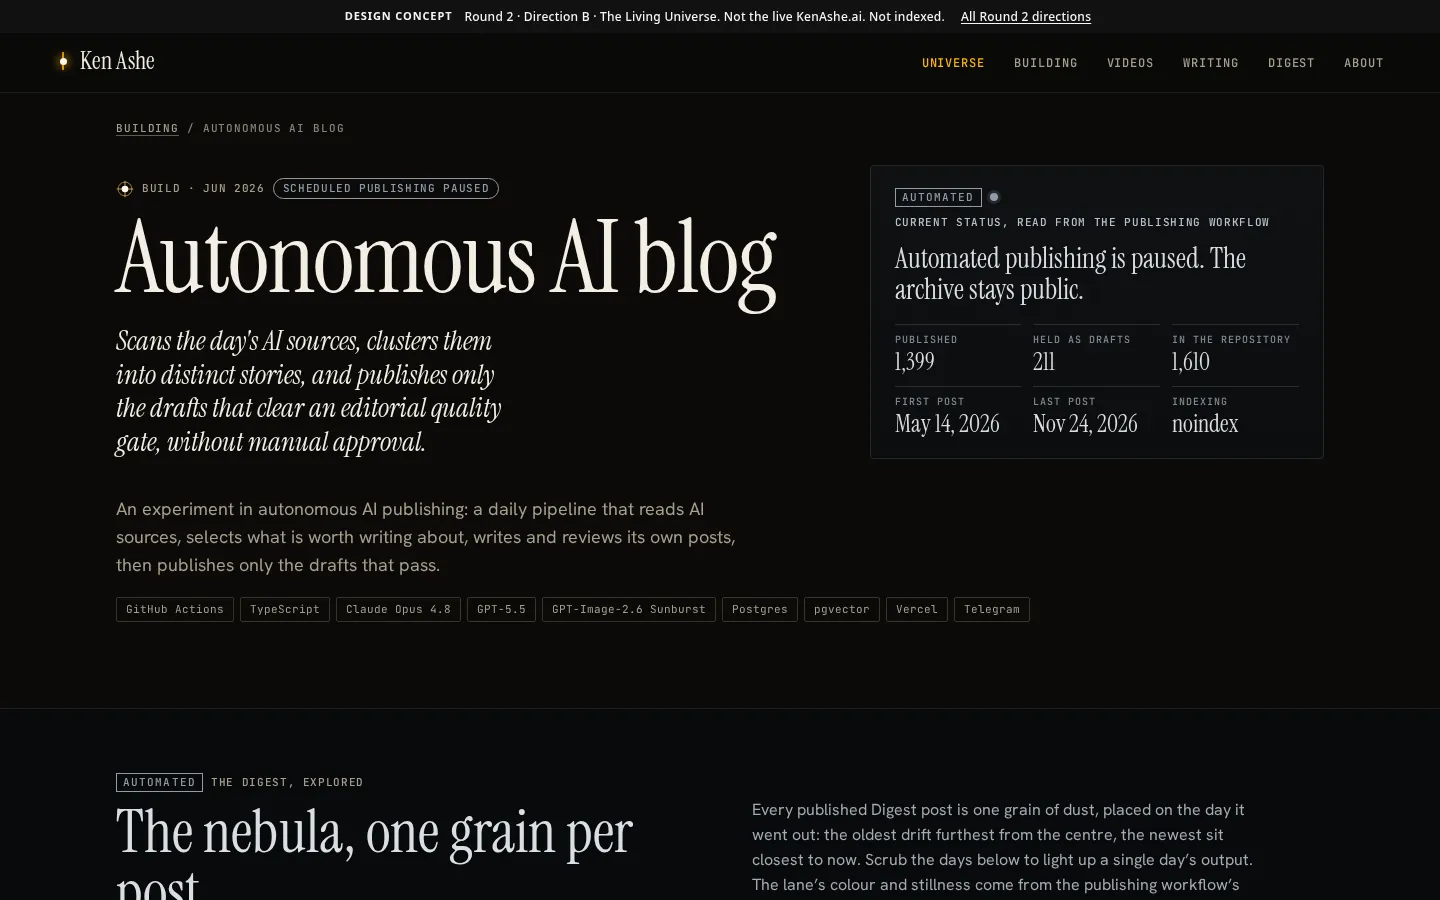 DESIGN CONCEPT Round 2 · Direction B · The Living Universe. Not the live KenAshe.ai. Not indexed. All Round 2 directions
Ken Ashe
UNIVERSE BUILDING VIDEOS WRITING DIGEST ABOUT
BUILDING / AUTONOMOUS AI BLOG
BUILD · JUN 2026 SCHEDULED PUBLISHING PAUSED
Autonomous AI blog
Scans the day's AI sources, clusters them
into distinct stories, and publishes only
the drafts that clear an editorial quality
gate, without manual approval.
An experiment in autonomous AI publishing: a daily pipeline that reads AI
sources, selects what is worth writing about, writes and reviews its own posts,
then publishes only the drafts that pass.
GitHub Actions TypeScript Claude Opus 4.8 GPT-5.5 GPT-Image-2.6 Sunburst Postgres pgvector Vercel Telegram
AUTOMATED
CURRENT STATUS, READ FROM THE PUBLISHING WORKFLOW
Automated publishing is paused. The
archive stays public.
PUBLISHED HELD AS DRAFTS IN THE REPOSITORY
1,399 211 1,610
FIRST POST LAST POST INDEXING
May 14, 2026 Nov 24, 2026 noindex
AUTOMATED THE DIGEST, EXPLORED
The nebula, one grain per
post
Every published Digest post is one grain of dust, placed on the day it
went out: the oldest drift furthest from the centre, the newest sit
closest to now. Scrub the days below to light up a single day’s output.
The lane’s colour and stillness come from the publishing workflow’s